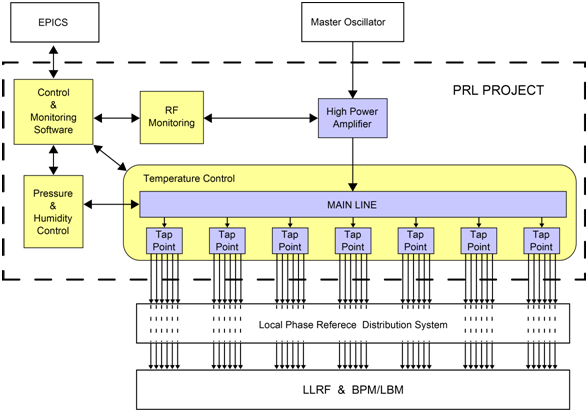 EPICS
Master Oscillator
PRL PROJECT
Control
&
Monitoring
Software
RF
Monitoring
High Power
Amplifier
Temperature Control
Pressure
&
Humidity
Control
MAIN LINE
Tap
Point
Tap
Point
Tap
Point
Tap
Point
Tap
Point
Tap
Point
Tap
Point
Local Phase Referece Distribution System
LLRF & BPM/LBM